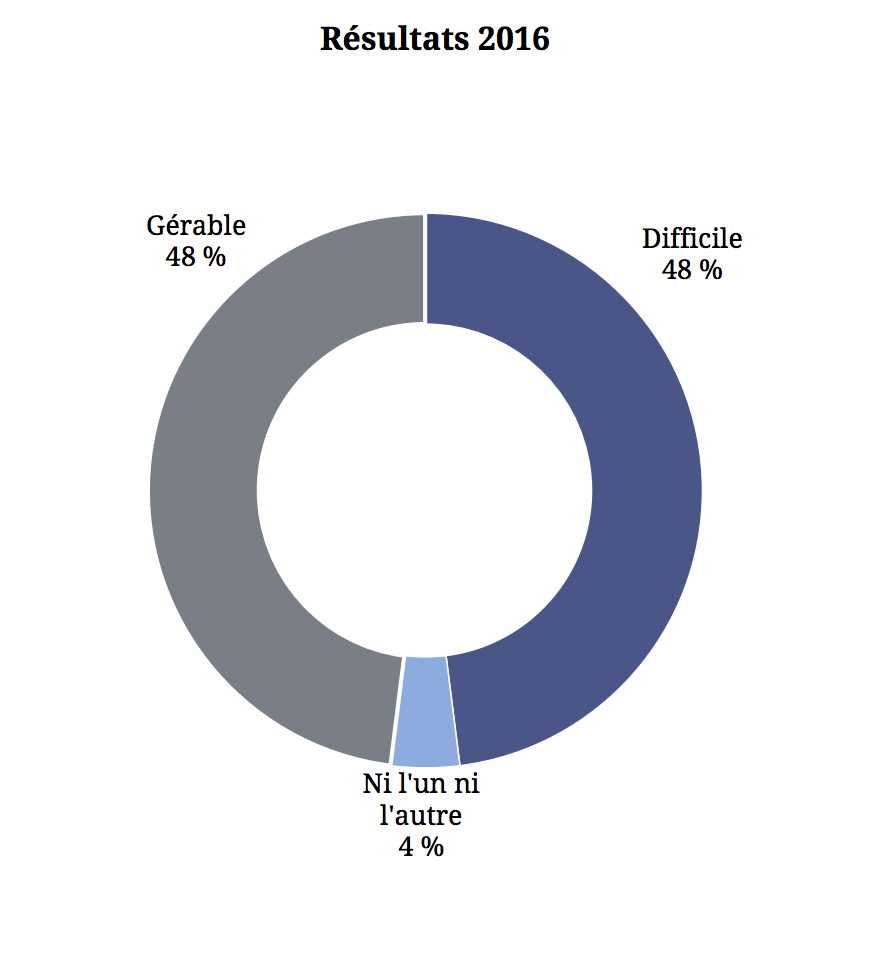 Résultats 2016
Gérable
48 %
Difficile
48 %
Ni l'un ni
l'autre
4 %